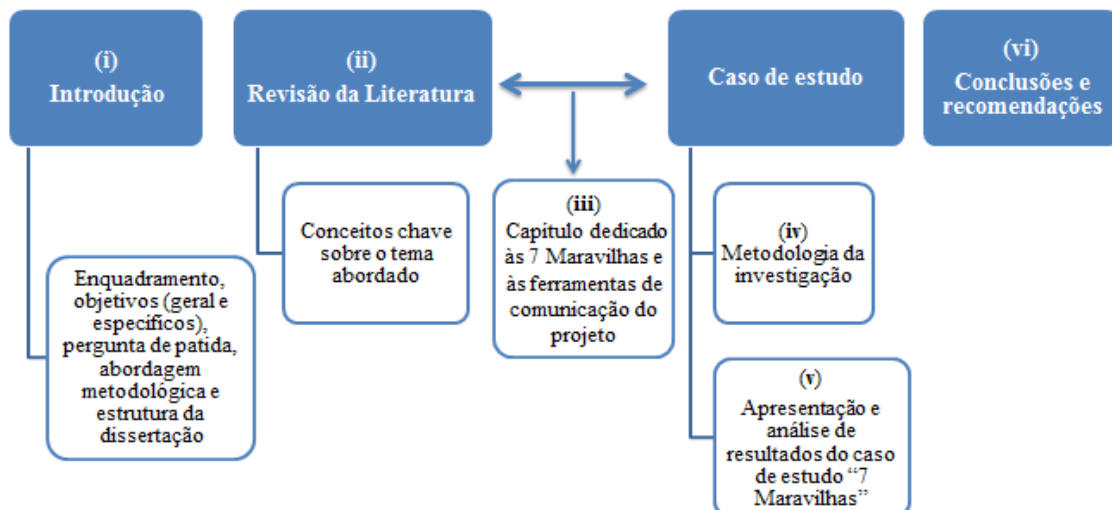 (i)
Introdução
(ii)
Revisão da Literatura
Caso de estudo
(vi)
Conclusões e
recomendações
Enquadramento,
objetivos (geral e
específicos),
pergunta de patida,
abordagem
metodológica e
estrutura da
dissertação
Conceitos chave
sobre o tema
abordado
(iii)
Capítulo dedicado
às 7 Maravilhas e
às ferramentas de
comunicação do
projeto
(iv)
Metodologia da
investigação
(v)
Apresentação e
análise de
resultados do caso
de estudo “7
Maravilhas”